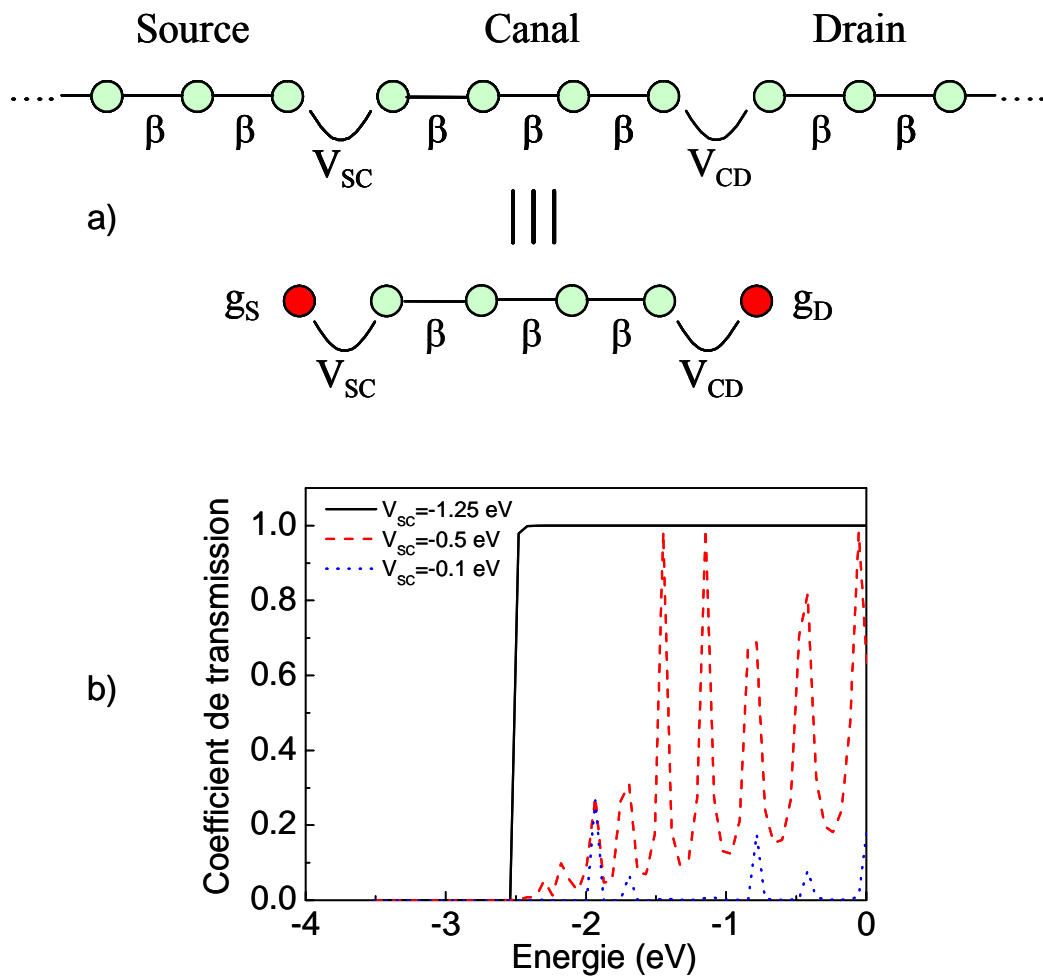 Source Canal Drain
β β β β β β β
V_SC V_CD
a)
g_S g_D
β β β
V_SC V_CD
b)
Coefficient de transmission
1.0
0.8
0.6
0.4
0.2
0.0
V_SC=-1.25 eV
V_SC=-0.5 eV
V_SC=-0.1 eV
-4 -3 -2 -1 0
Energie (eV)